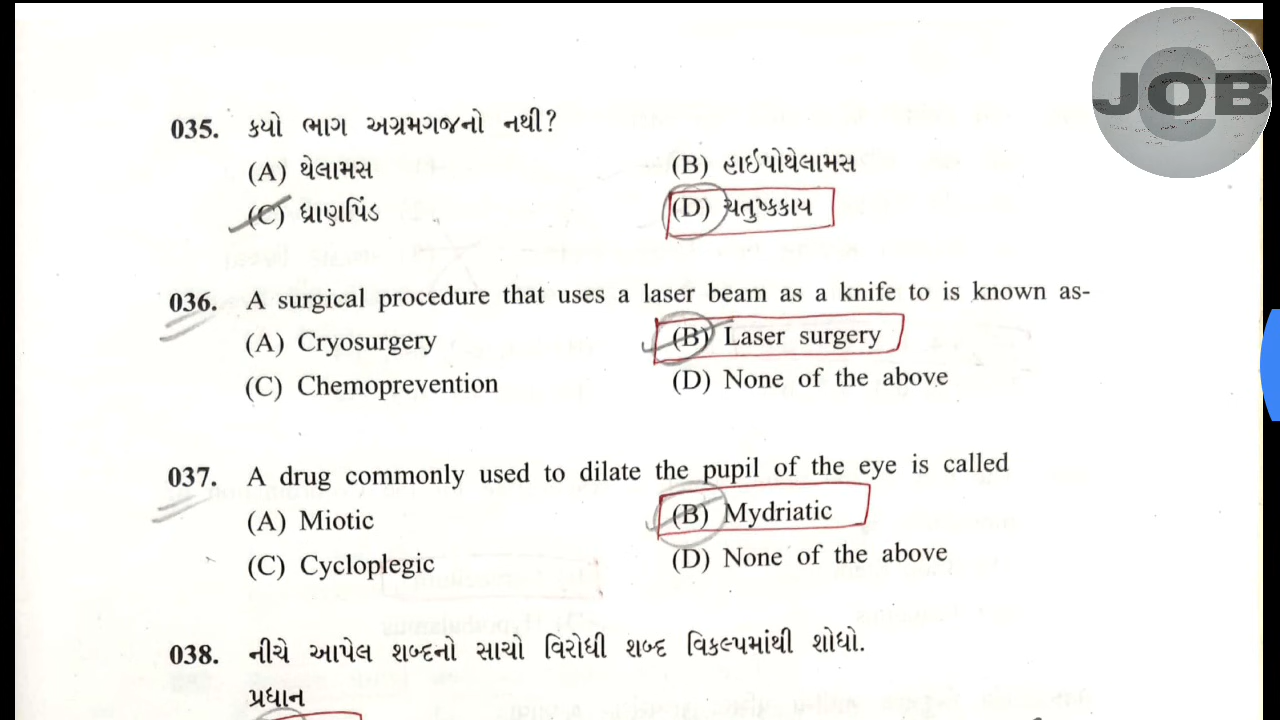 JOB
C
035. કયો ભાગ અગ્રમગજનો નથી?
(A) થેલામસ (B) હાઈપોથેલામસ
(C) ઘ્રાણપિંડ (D) ચતુષ્કકાય
036. A surgical procedure that uses a laser beam as a knife to is known as-
(A) Cryosurgery (B) Laser surgery
(C) Chemoprevention (D) None of the above
037. A drug commonly used to dilate the pupil of the eye is called
(A) Miotic (B) Mydriatic
(C) Cycloplegic (D) None of the above
038. નીચે આપેલ શબ્દનો સાચો વિરોધી શબ્દ વિકલ્પમાંથી શોધો.
પ્રધાન